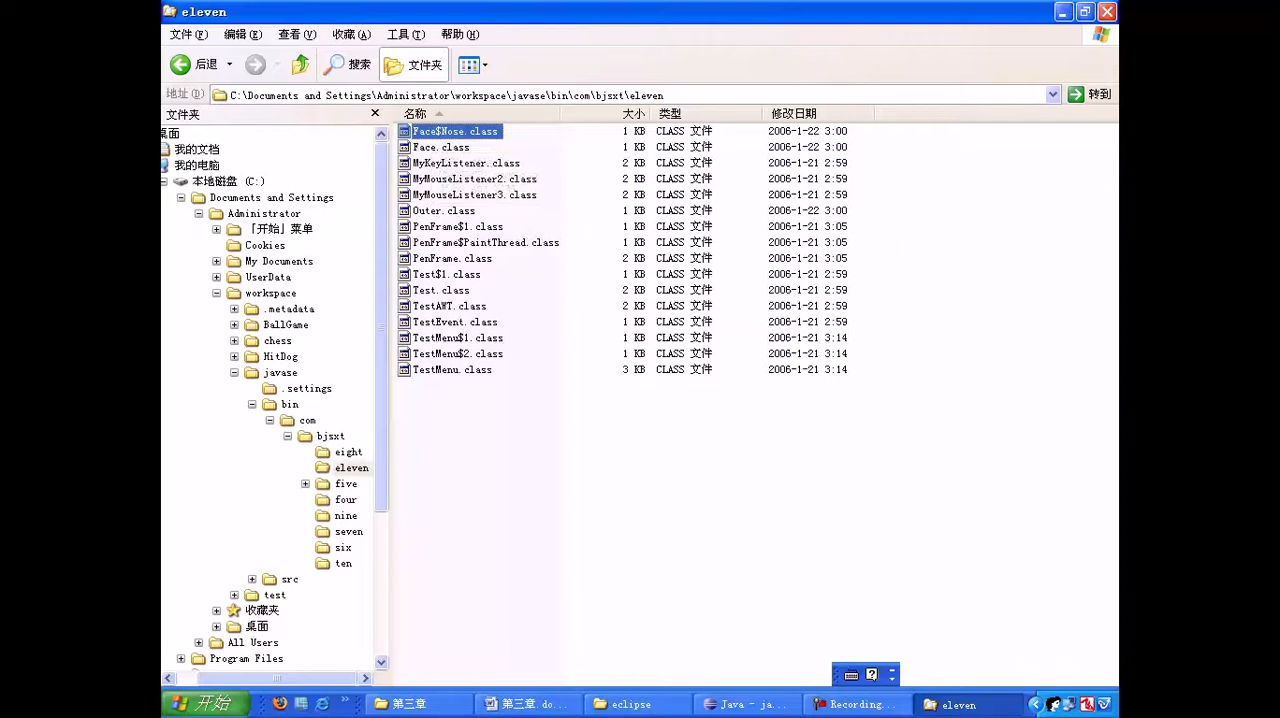 eleven
文件(F) 编辑(E) 查看(V) 收藏(A) 工具(T) 帮助(H)
后退 搜索 文件夹
地址(D) C:\Documents and Settings\Administrator\workspace\javase\bin\com\bjsxt\eleven 转到
文件夹
桌面
我的文档
我的电脑
本地磁盘 (C:)
Documents and Settings
Administrator
「开始」菜单
Cookies
My Documents
UserData
workspace
.metadata
BallGame
chess
HitDog
javase
.settings
bin
com
bjsxt
eight
eleven
five
four
nine
seven
six
ten
src
test
收藏夹
桌面
All Users
Program Files
名称 大小 类型 修改日期
Face$Nose.class 1 KB CLASS 文件 2006-1-22 3:00
Face.class 1 KB CLASS 文件 2006-1-22 3:00
MyKeyListener.class 2 KB CLASS 文件 2006-1-21 2:59
MyMouseListener2.class 2 KB CLASS 文件 2006-1-21 2:59
MyMouseListener3.class 2 KB CLASS 文件 2006-1-21 2:59
Outer.class 1 KB CLASS 文件 2006-1-22 3:00
PenFrame$1.class 1 KB CLASS 文件 2006-1-21 3:05
PenFrame$PaintThread.class 1 KB CLASS 文件 2006-1-21 3:05
PenFrame.class 2 KB CLASS 文件 2006-1-21 3:05
Test$1.class 1 KB CLASS 文件 2006-1-21 2:59
Test.class 2 KB CLASS 文件 2006-1-21 2:59
TestAWT.class 2 KB CLASS 文件 2006-1-21 2:59
TestEvent.class 1 KB CLASS 文件 2006-1-21 2:59
TestMenu$1.class 1 KB CLASS 文件 2006-1-21 3:14
TestMenu$2.class 1 KB CLASS 文件 2006-1-21 3:14
TestMenu.class 3 KB CLASS 文件 2006-1-21 3:14
开始 第三章 第三章.do... eclipse Java - ja... Recording... eleven